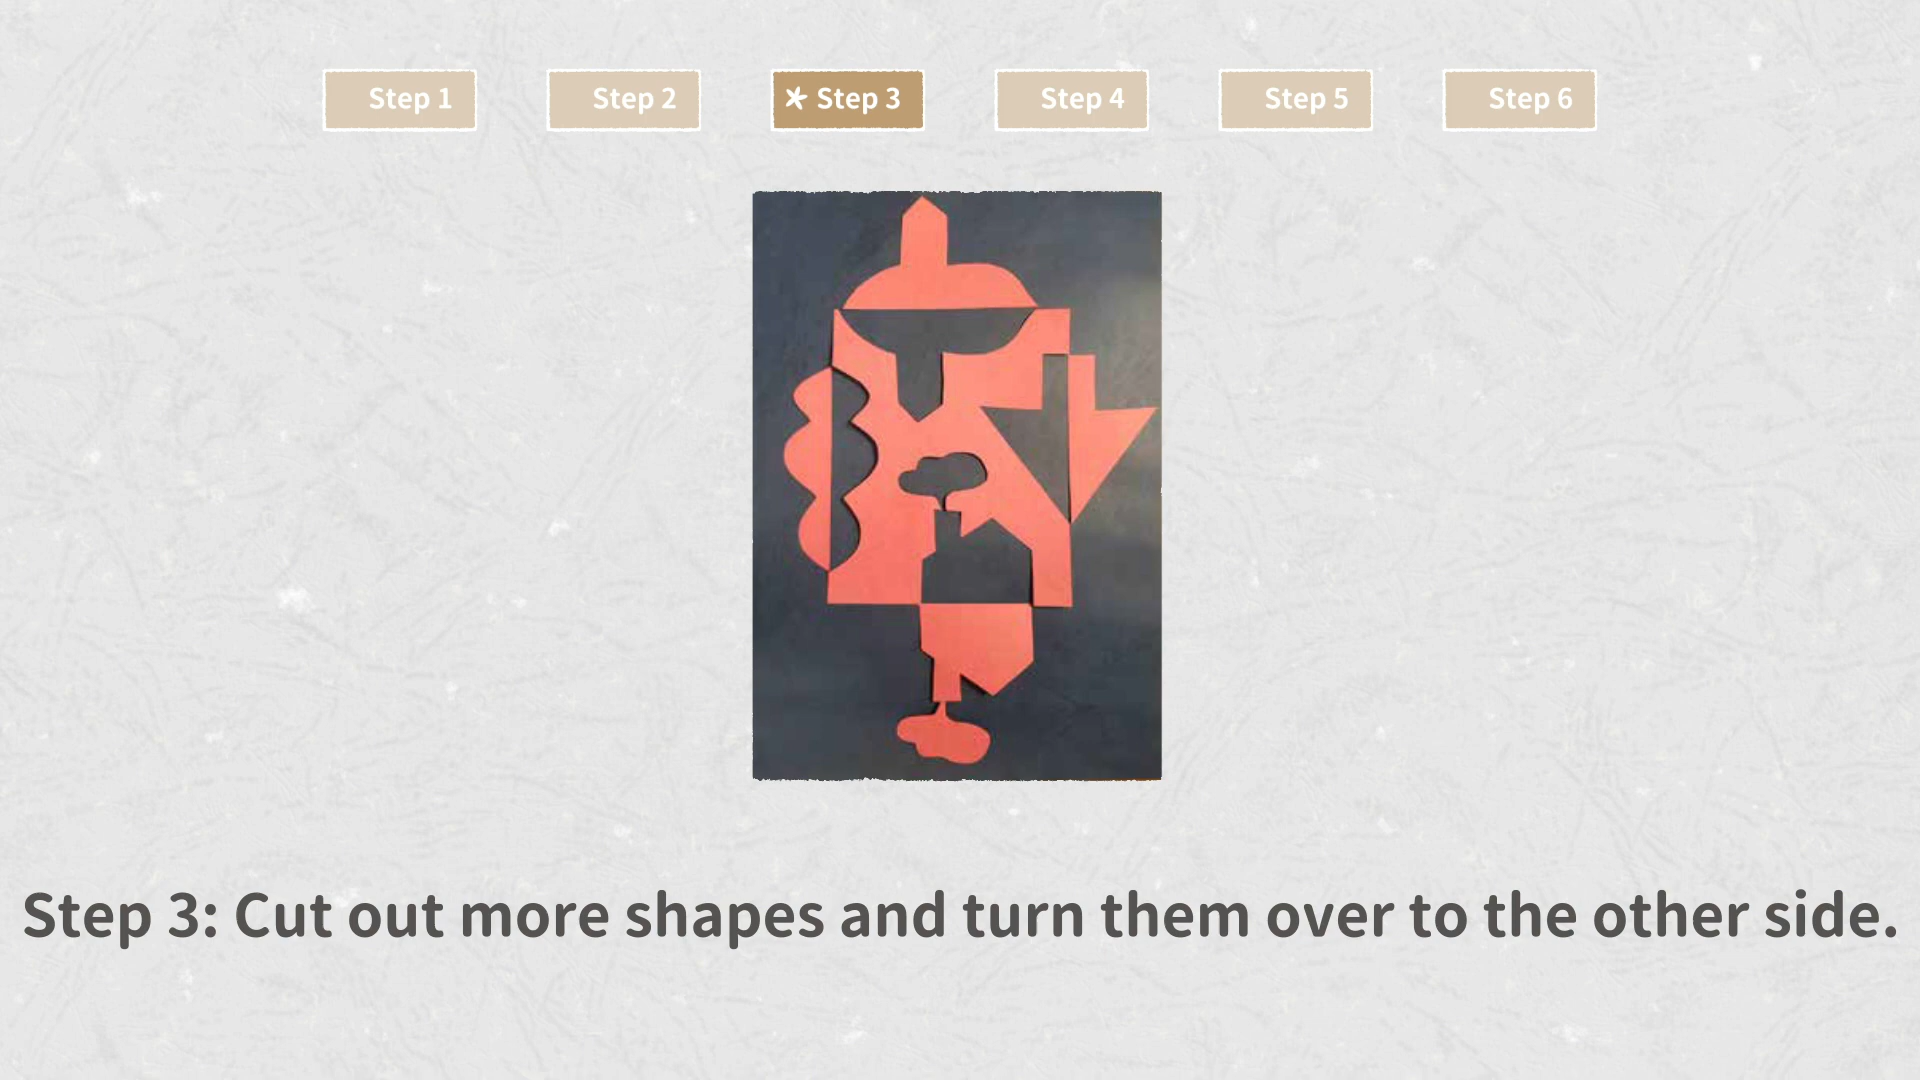 Step 1
Step 2
Step 3
Step 4
Step 5
Step 6
Step 3: Cut out more shapes and turn them over to the other side.